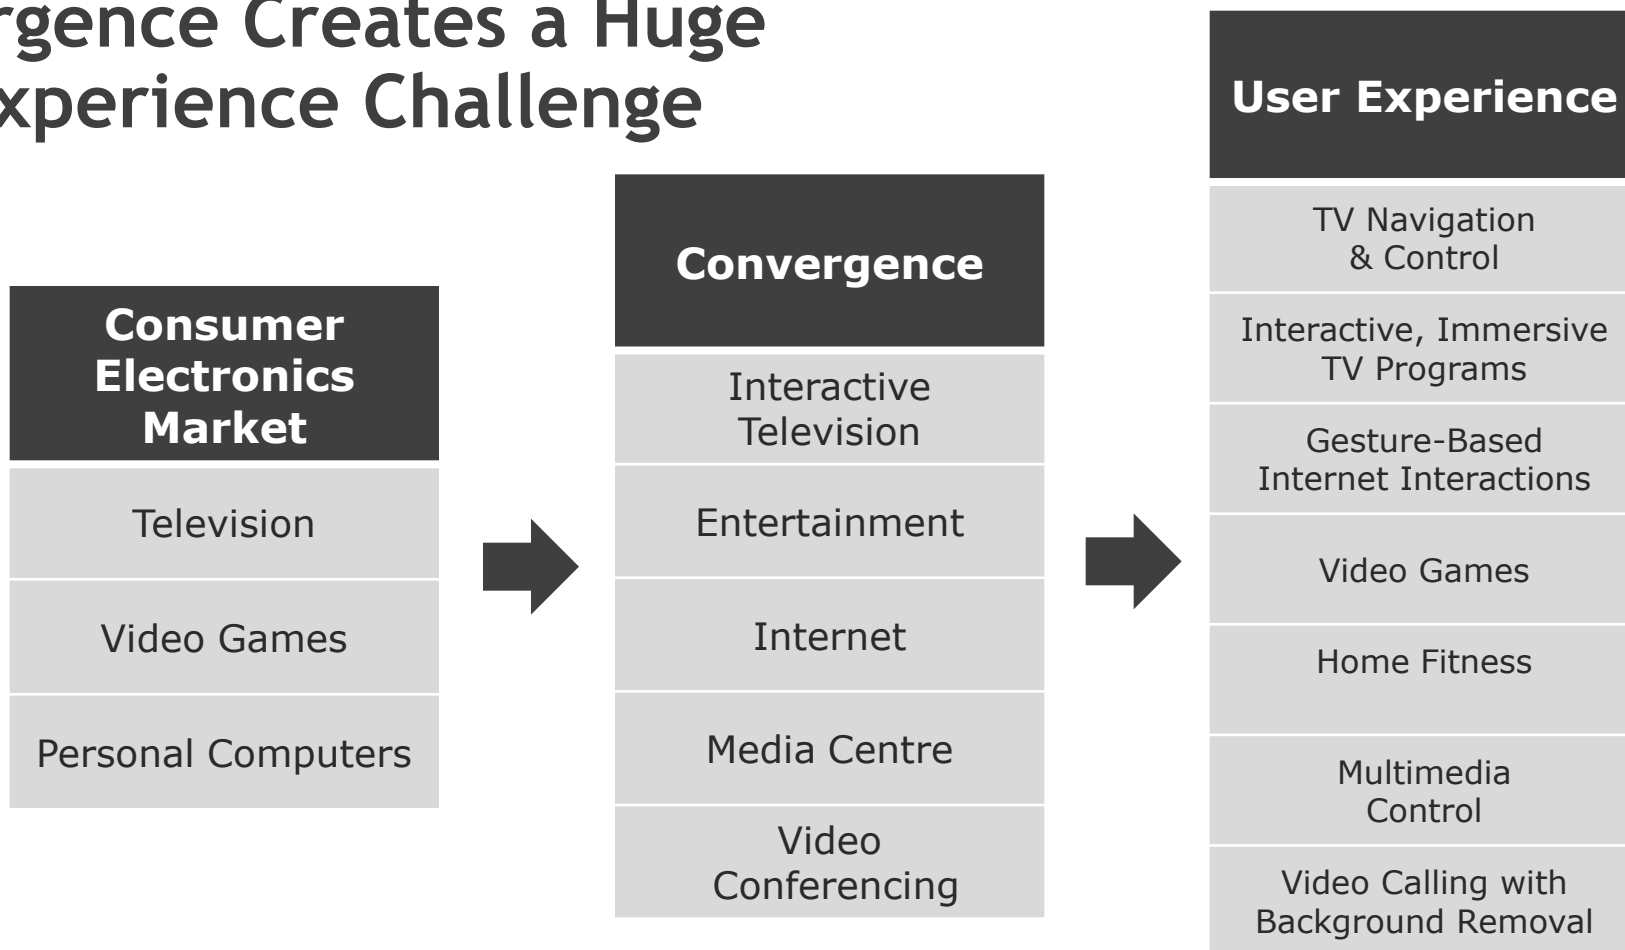 rgence Creates a Huge
xperience Challenge
Consumer
Electronics
Market
Television
Video Games
Personal Computers
Convergence
Interactive
Television
Entertainment
Internet
Media Centre
Video
Conferencing
User Experience
TV Navigation
& Control
Interactive, Immersive
TV Programs
Gesture-Based
Internet Interactions
Video Games
Home Fitness
Multimedia
Control
Video Calling with
Background Removal